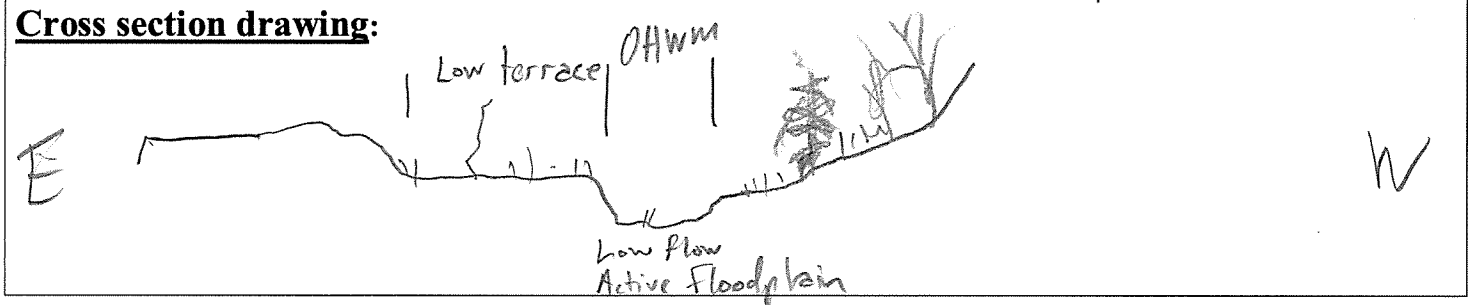 Cross section drawing:
Low terrace
OHWM
E
W
Low flow
Active Floodplain